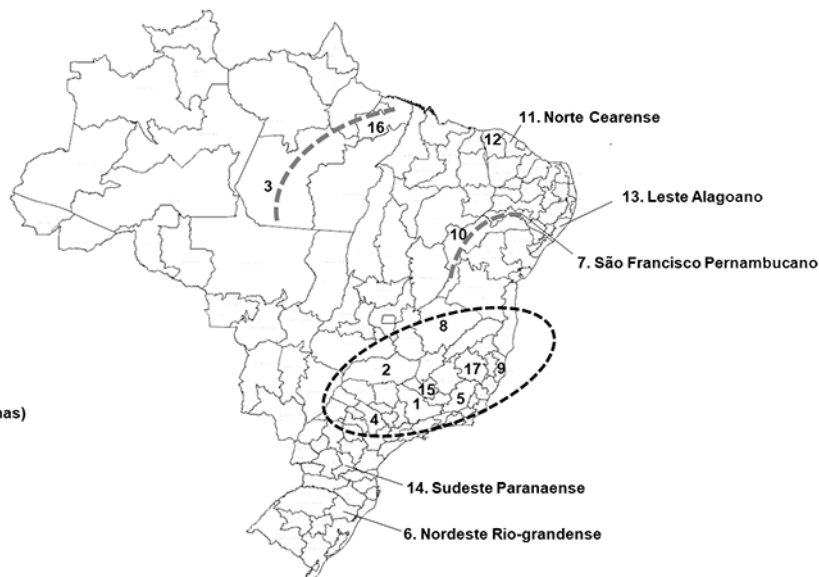 16
11. Norte Cearense
12
3
13. Leste Alagoano
10
7. São Francisco Pernambucano
8
2
17
9
15
1
5
nas)
4
14. Sudeste Paranaense
6. Nordeste Rio-grandense